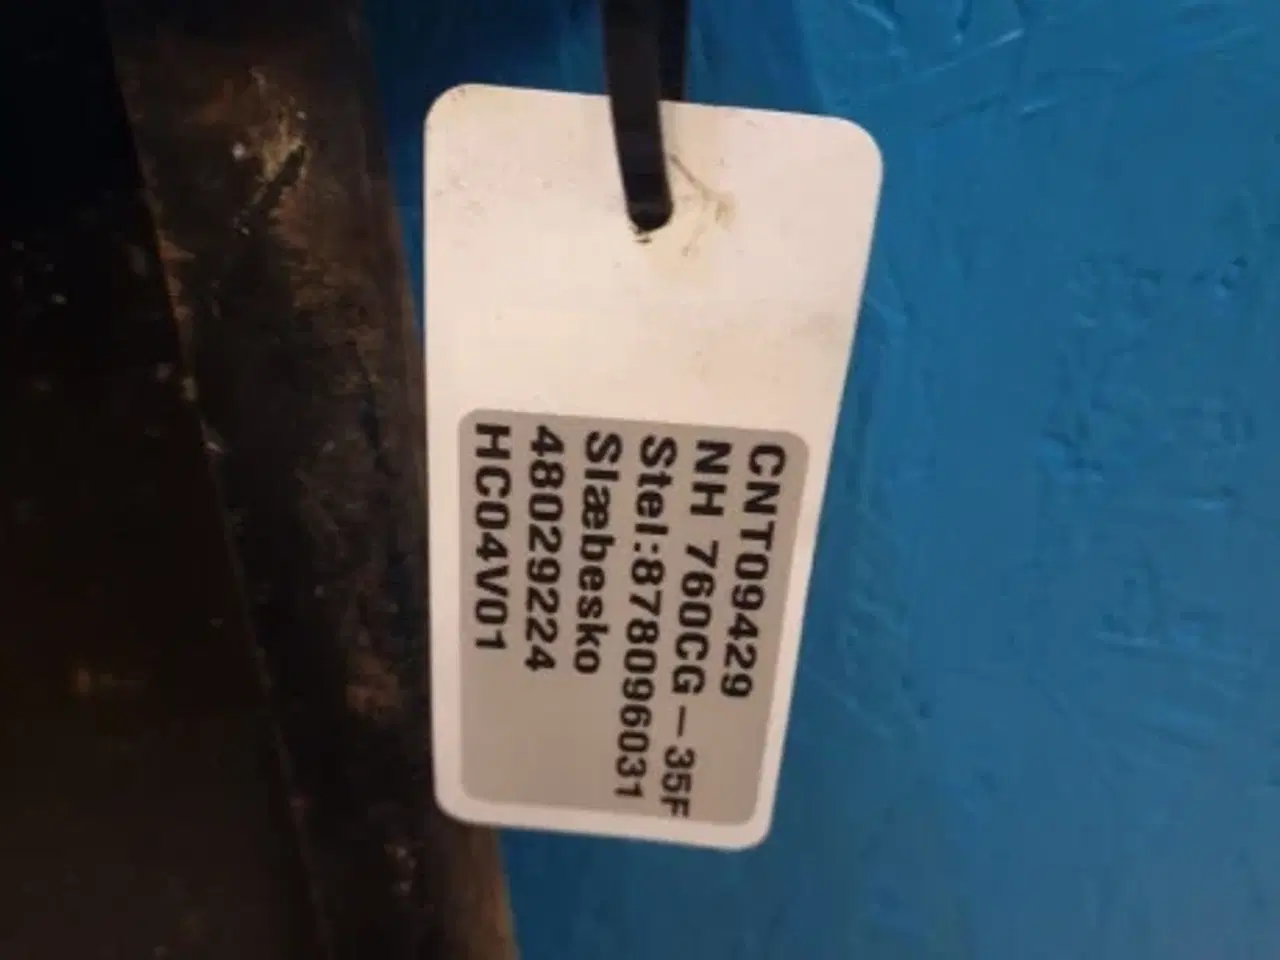 CNT09429
NH 760CG-35F
Stel:878096031
Slæbesko
48029224
HC04V01